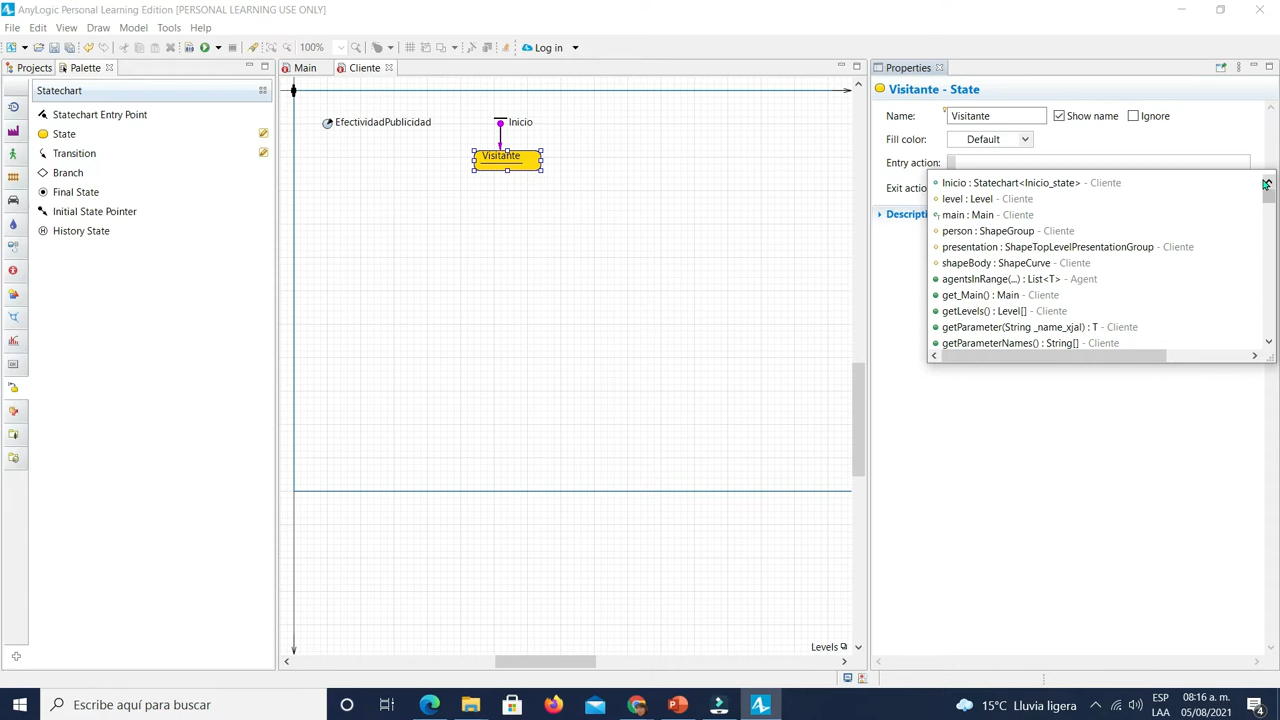 AnyLogic Personal Learning Edition [PERSONAL LEARNING USE ONLY]
File Edit View Draw Model Tools Help
100% Log in
Projects Palette
Main Cliente
Properties
Statechart
Statechart Entry Point
State
Transition
Branch
Final State
Initial State Pointer
History State
EfectividadPublicidad
Inicio
Visitante
Levels
Visitante - State
Name: Visitante Show name Ignore
Fill color: Default
Entry action:
Exit actio
Descripti
Inicio : Statechart<Inicio_state> - Cliente
level : Level - Cliente
main : Main - Cliente
person : ShapeGroup - Cliente
presentation : ShapeTopLevelPresentationGroup - Cliente
shapeBody : ShapeCurve - Cliente
agentsInRange(...) : List<T> - Agent
get_Main() : Main - Cliente
getLevels() : Level[] - Cliente
getParameter(String _name_xjal) : T - Cliente
getParameterNames() : String[] - Cliente
Escribe aquí para buscar
15°C Lluvia ligera
ESP
LAA
08:16 a. m.
05/08/2021
4